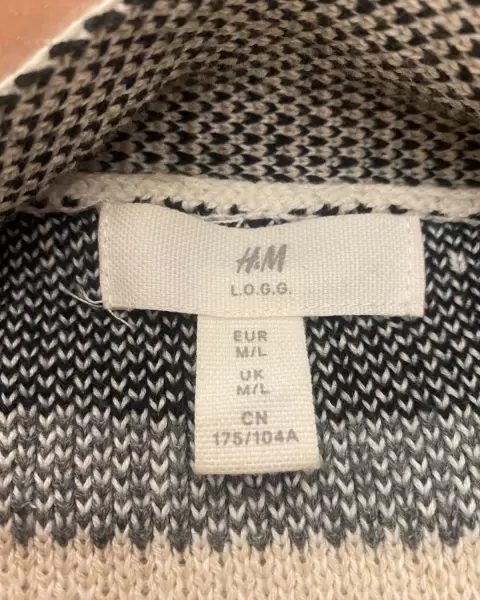 H&M
L.O.G.G.
EUR
M/L
UK
M/L
CN
175/104A